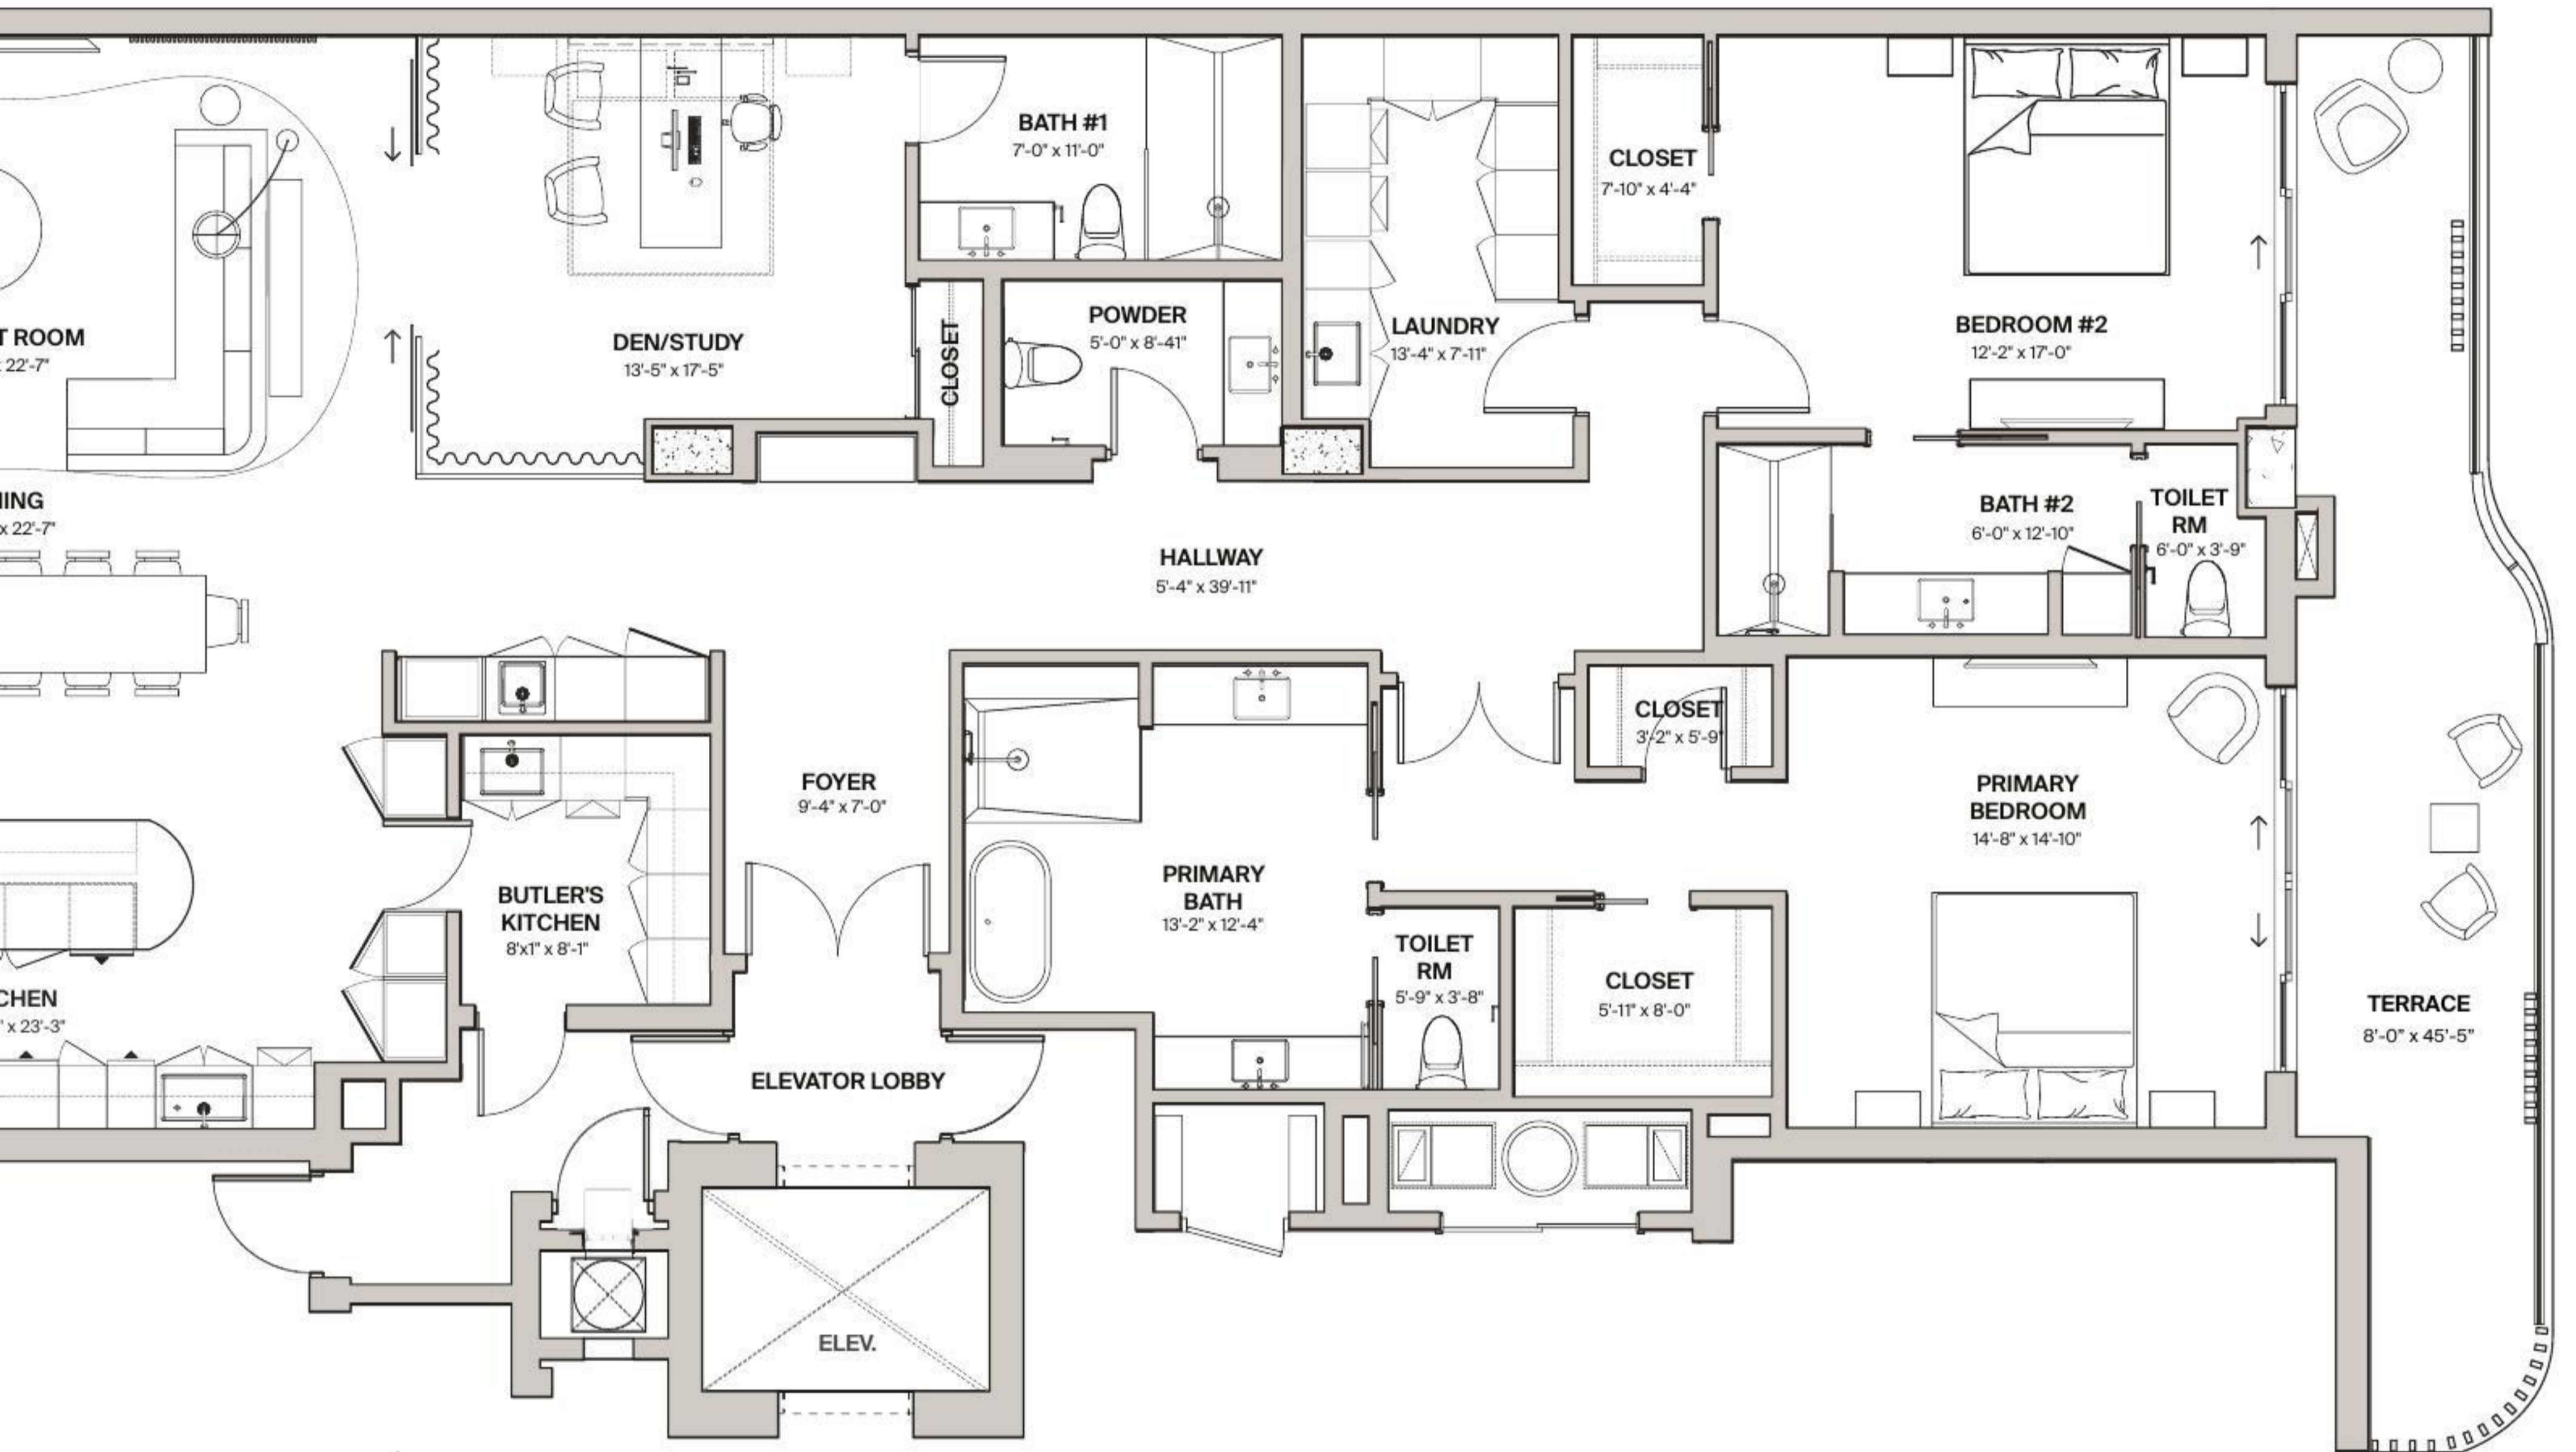 BATH #1
7'-0" x 11'-0"
CLOSET
7'-10" x 4'-4"
T ROOM
x 22'-7"
DEN/STUDY
13'-5" x 17'-5"
CLOSET
POWDER
5'-0" x 8'-41"
LAUNDRY
13'-4" x 7'-11"
BEDROOM #2
12'-2" x 17'-0"
NING
x 22'-7"
HALLWAY
5'-4" x 39'-11"
BATH #2
6'-0" x 12'-10"
TOILET
RM
6'-0" x 3'-9"
FOYER
9'-4" x 7'-0"
CLOSET
3'-2" x 5'-9"
PRIMARY
BEDROOM
14'-8" x 14'-10"
BUTLER'S
KITCHEN
8'x1" x 8'-1"
PRIMARY
BATH
13'-2" x 12'-4"
TOILET
RM
5'-9" x 3'-8"
CLOSET
5'-11" x 8'-0"
TERRACE
8'-0" x 45'-5"
CHEN
" x 23'-3"
ELEVATOR LOBBY
ELEV.